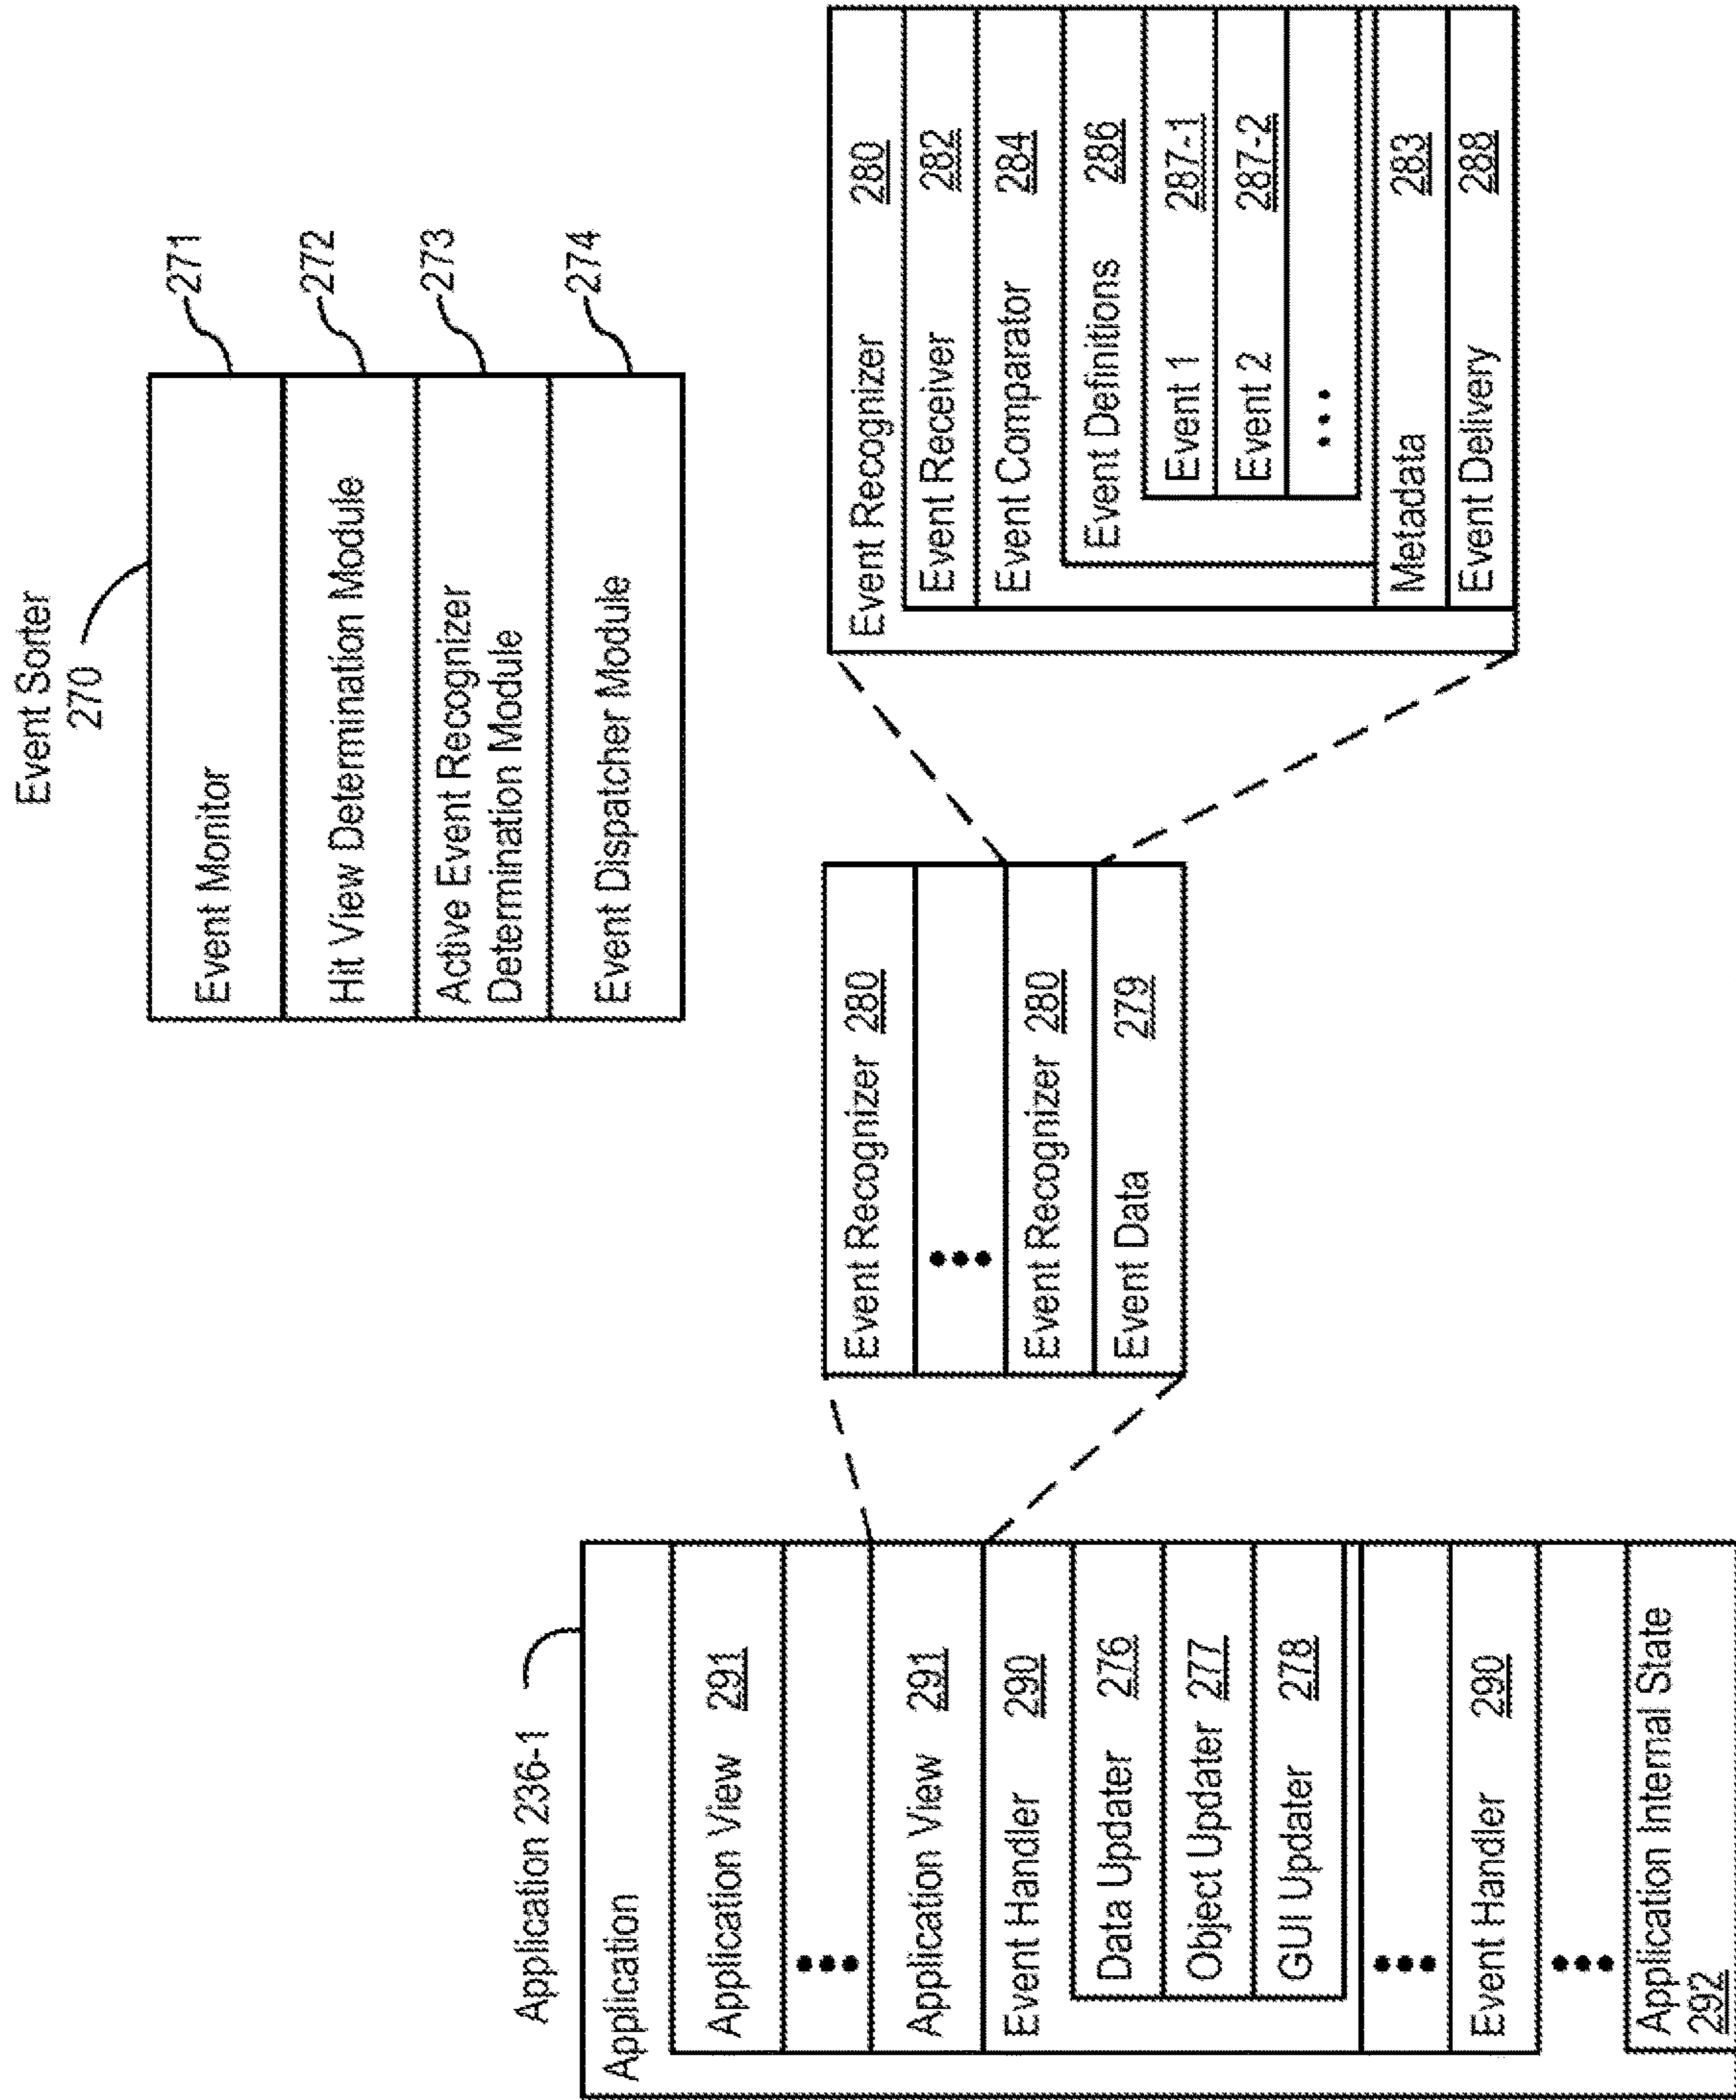 Event Sorter
270
Event Monitor
271
Hit View Determination Module
272
Active Event Recognizer
Determination Module
273
Event Dispatcher Module
274
Application 236-1
Application
Application View 291
•••
Application View 291
Event Handler 290
Data Updater 276
Object Updater 277
GUI Updater 278
•••
Event Handler 290
•••
Application Internal State
292
Event Recognizer 280
•••
Event Recognizer 280
Event Data 279
Event Recognizer 280
Event Receiver 282
Event Comparator 284
Event Definitions 286
Event 1 287-1
Event 2 287-2
•••
Metadata 283
Event Delivery 288